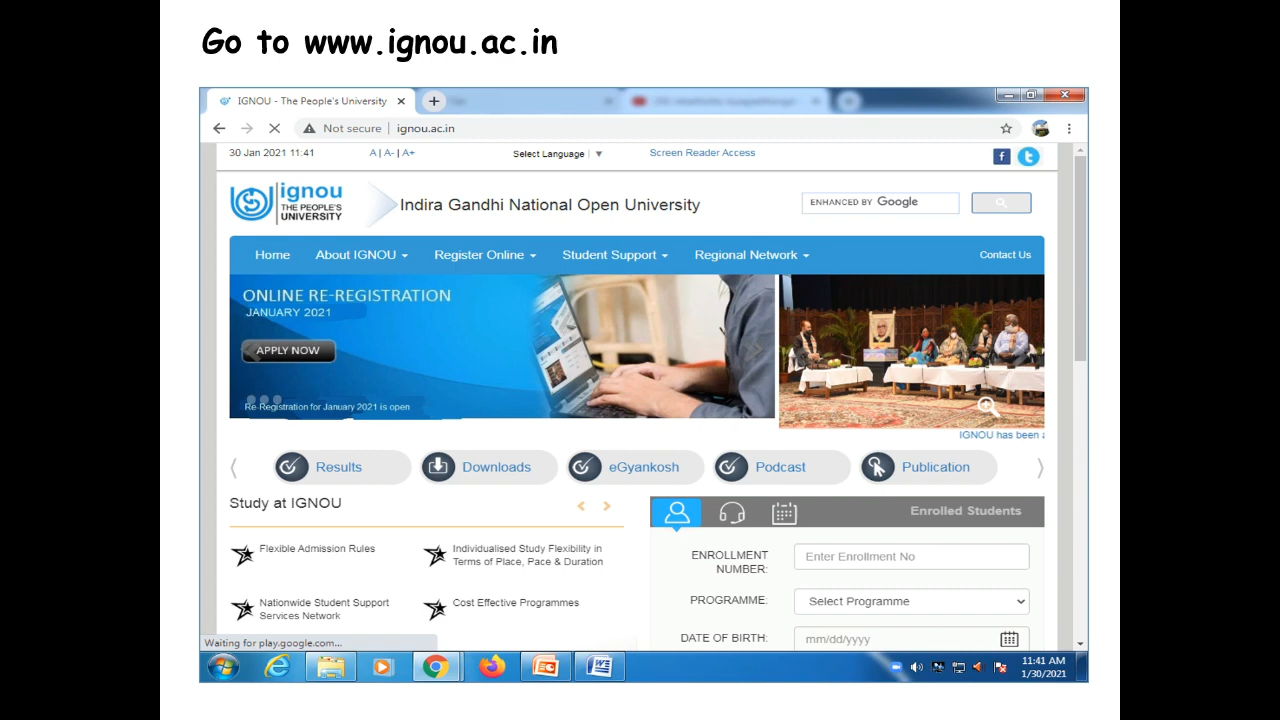 Go to www.ignou.ac.in
IGNOU - The People's University
Not secure | ignou.ac.in
30 Jan 2021 11:41 A | A- | A+ Select Language ▼ Screen Reader Access
ignou
THE PEOPLE'S
UNIVERSITY
Indira Gandhi National Open University
ENHANCED BY Google
Home About IGNOU Register Online Student Support Regional Network Contact Us
ONLINE RE-REGISTRATION
JANUARY 2021
APPLY NOW
Re-Registration for January 2021 is open
IGNOU has been a
Results Downloads eGyankosh Podcast Publication
Study at IGNOU
Flexible Admission Rules
Individualised Study Flexibility in
Terms of Place, Pace & Duration
Nationwide Student Support
Services Network
Cost Effective Programmes
Enrolled Students
ENROLLMENT
NUMBER:
Enter Enrollment No
PROGRAMME: Select Programme
DATE OF BIRTH: mm/dd/yyyy
Waiting for play.google.com...
11:41 AM
1/30/2021